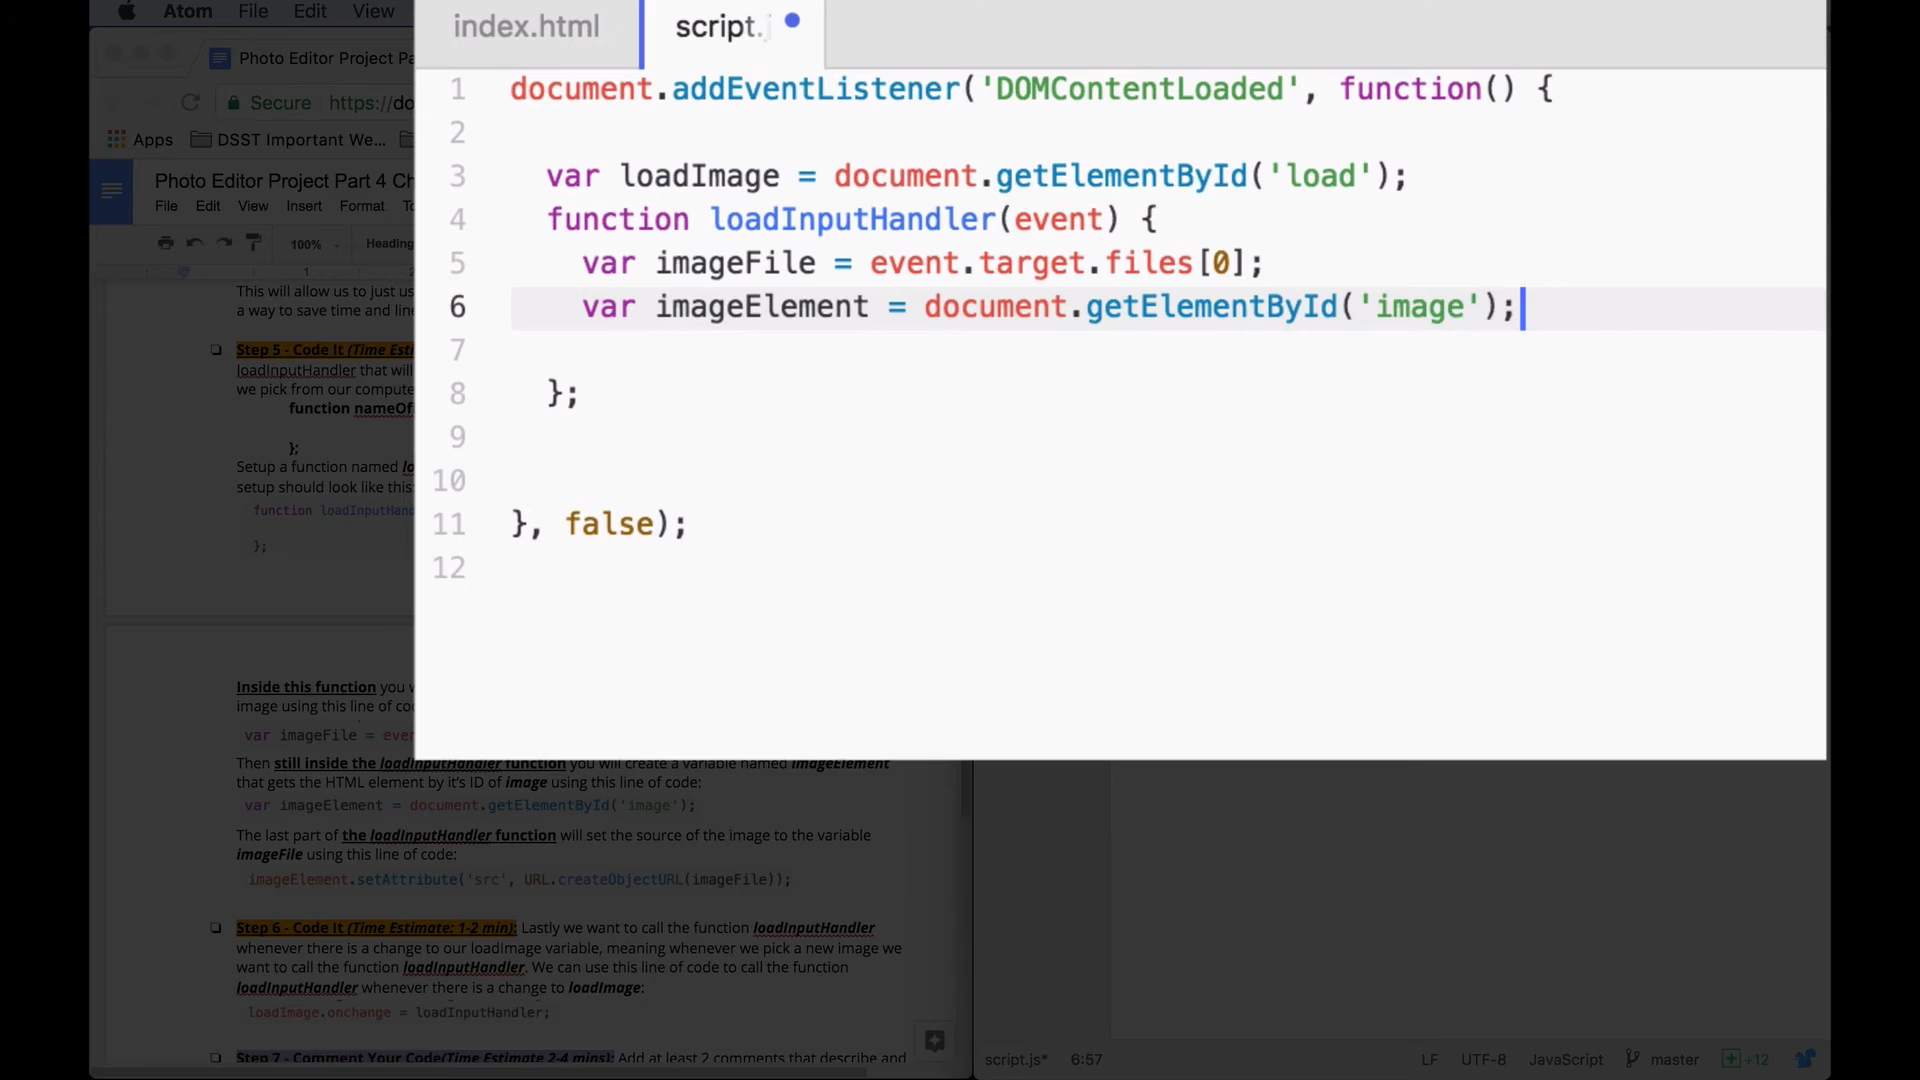 Atom File Edit View
Photo Editor Project Pa
Secure https://do
Apps DSST Important We...
Photo Editor Project Part 4 Ch
File Edit View Insert Format To
100% Heading
1
This will allow us to just us
a way to save time and line
Step 5 - Code It (Time Esti
loadInputHandler that will
we pick from our compute
function nameOf
};
Setup a function named lo
setup should look like this:
function loadInputHan
};
Inside this function you w
image using this line of co
var imageFile = even
Then still inside the loadInputHandler function you will create a variable named imageElement
that gets the HTML element by it's ID of image using this line of code:
var imageElement = document.getElementById('image');
The last part of the loadInputHandler function will set the source of the image to the variable
imageFile using this line of code:
imageElement.setAttribute('src', URL.createObjectURL(imageFile));
Step 6 - Code It (Time Estimate: 1-2 min): Lastly we want to call the function loadInputHandler
whenever there is a change to our loadImage variable, meaning whenever we pick a new image we
want to call the function loadInputHandler. We can use this line of code to call the function
loadInputHandler whenever there is a change to loadImage:
loadImage.onchange = loadInputHandler;
Step 7 - Comment Your Code(Time Estimate 2-4 mins): Add at least 2 comments that describe and
index.html script.j
1 document.addEventListener('DOMContentLoaded', function() {
2
3 var loadImage = document.getElementById('load');
4 function loadInputHandler(event) {
5 var imageFile = event.target.files[0];
6 var imageElement = document.getElementById('image');
7
8 };
9
10
11 }, false);
12
script.js* 6:57 LF UTF-8 JavaScript master +12